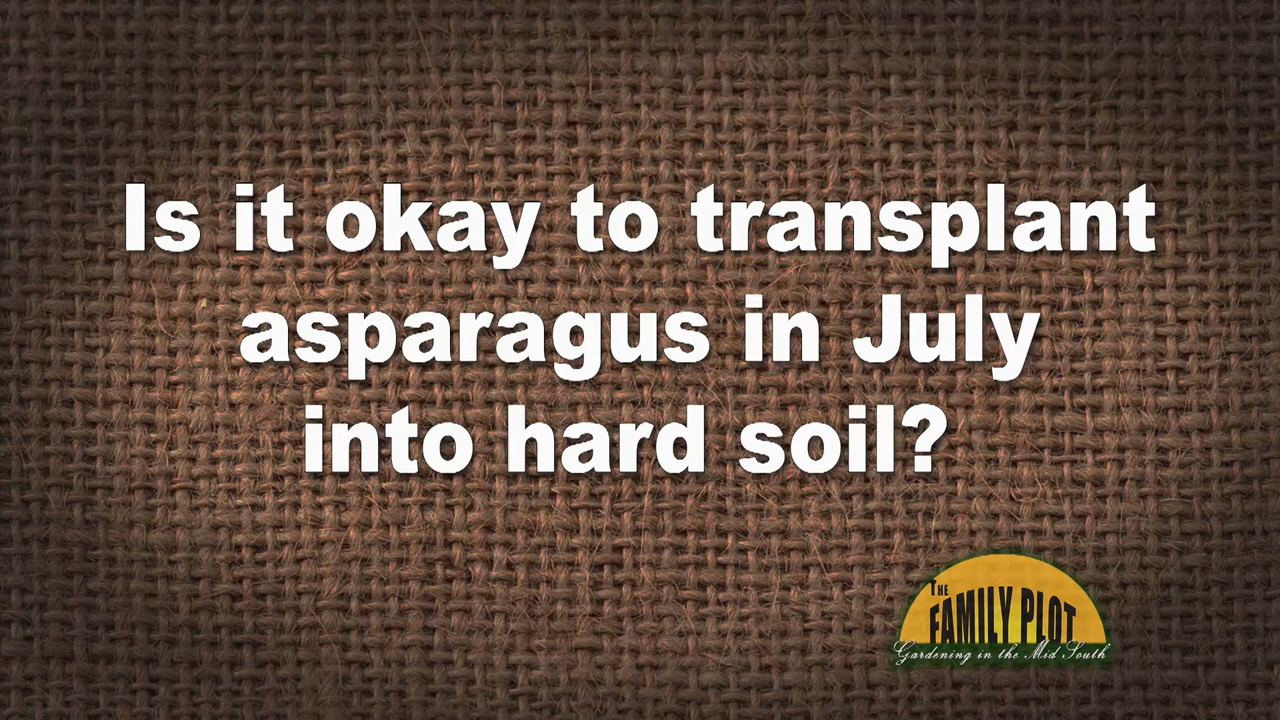 Is it okay to transplant
asparagus in July
into hard soil?
THE
FAMILY PLOT
Gardening in the Mid South